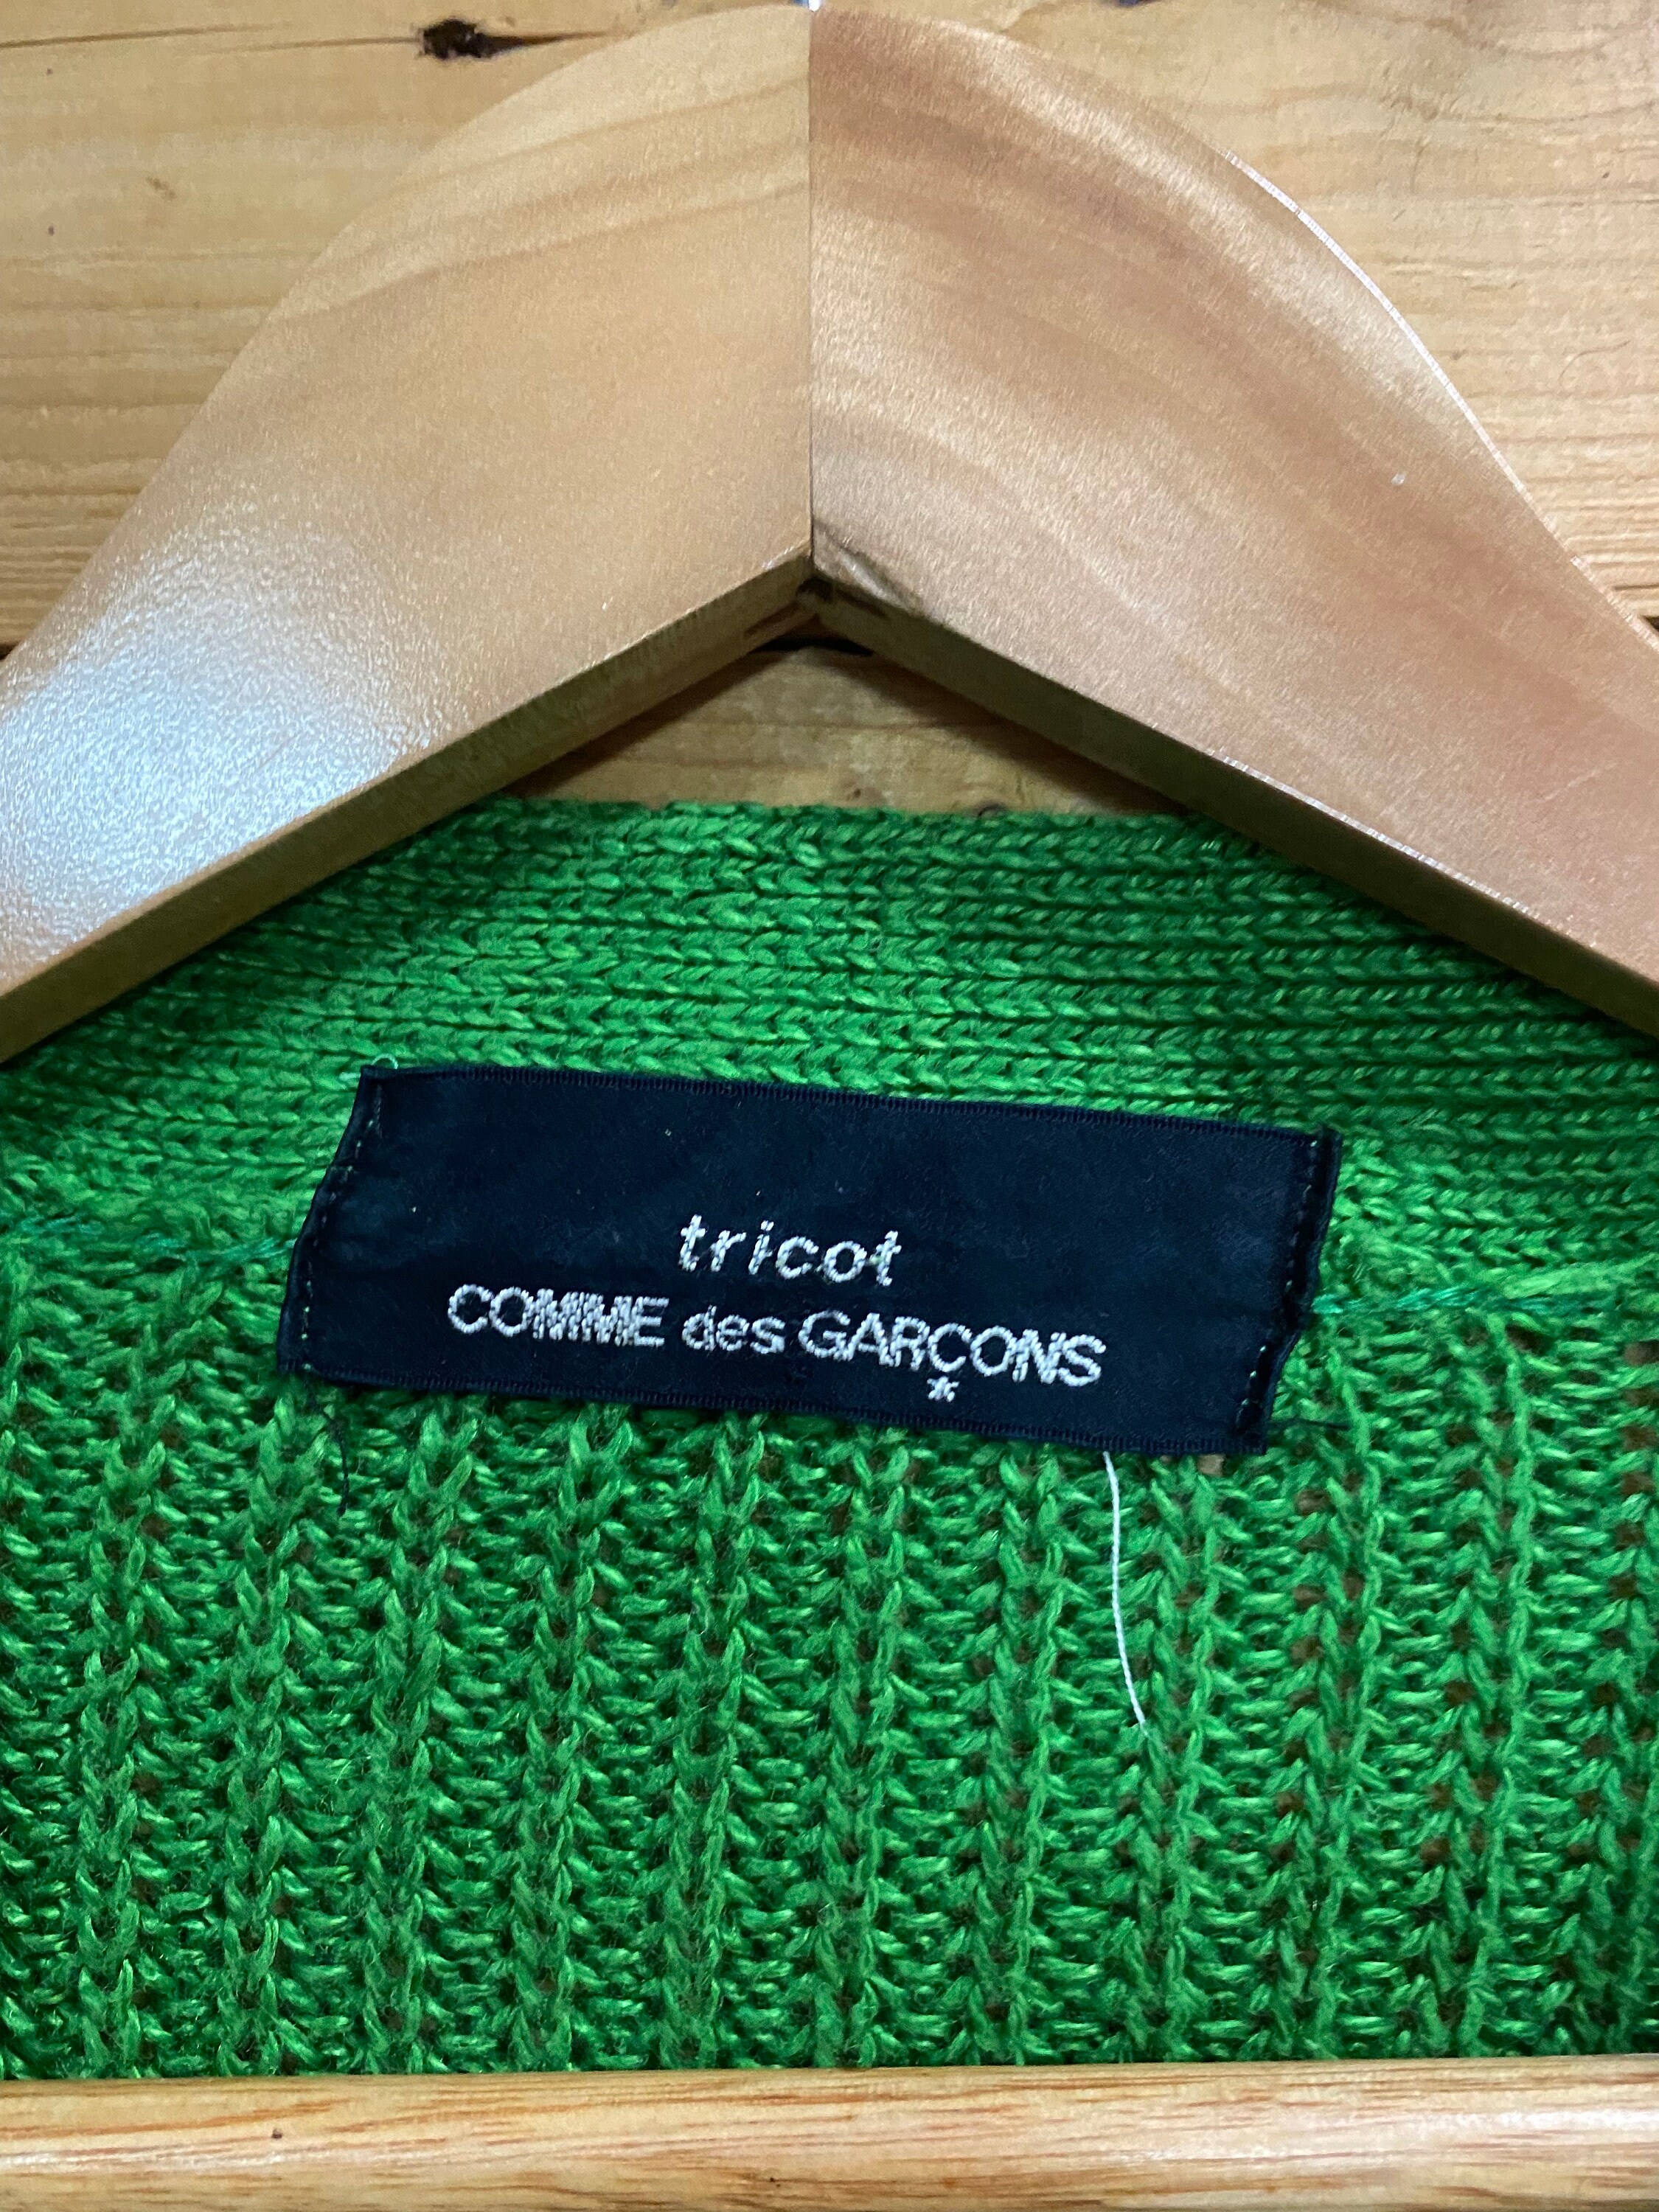 tricot
COMME des GARÇONS
*